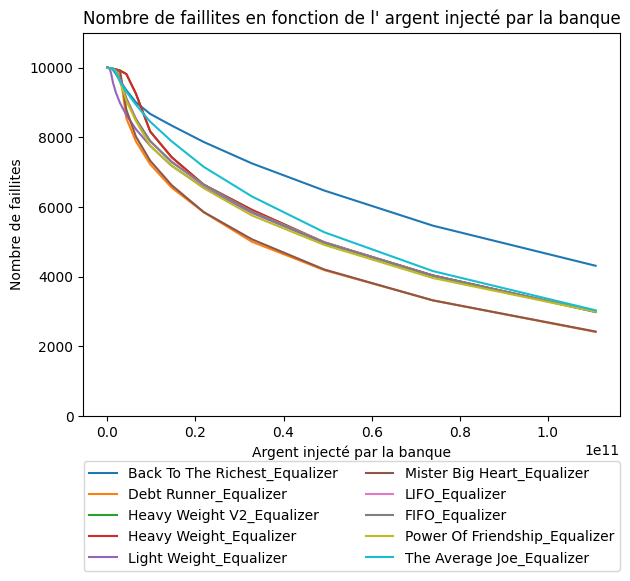 Nombre de faillites en fonction de l' argent injecté par la banque
Nombre de faillites
10000
8000
6000
4000
2000
0
0.0
0.2
0.4
0.6
0.8
1.0
1e11
Argent injecté par la banque
Back To The Richest_Equalizer
Debt Runner_Equalizer
Heavy Weight V2_Equalizer
Heavy Weight_Equalizer
Light Weight_Equalizer
Mister Big Heart_Equalizer
LIFO_Equalizer
FIFO_Equalizer
Power Of Friendship_Equalizer
The Average Joe_Equalizer